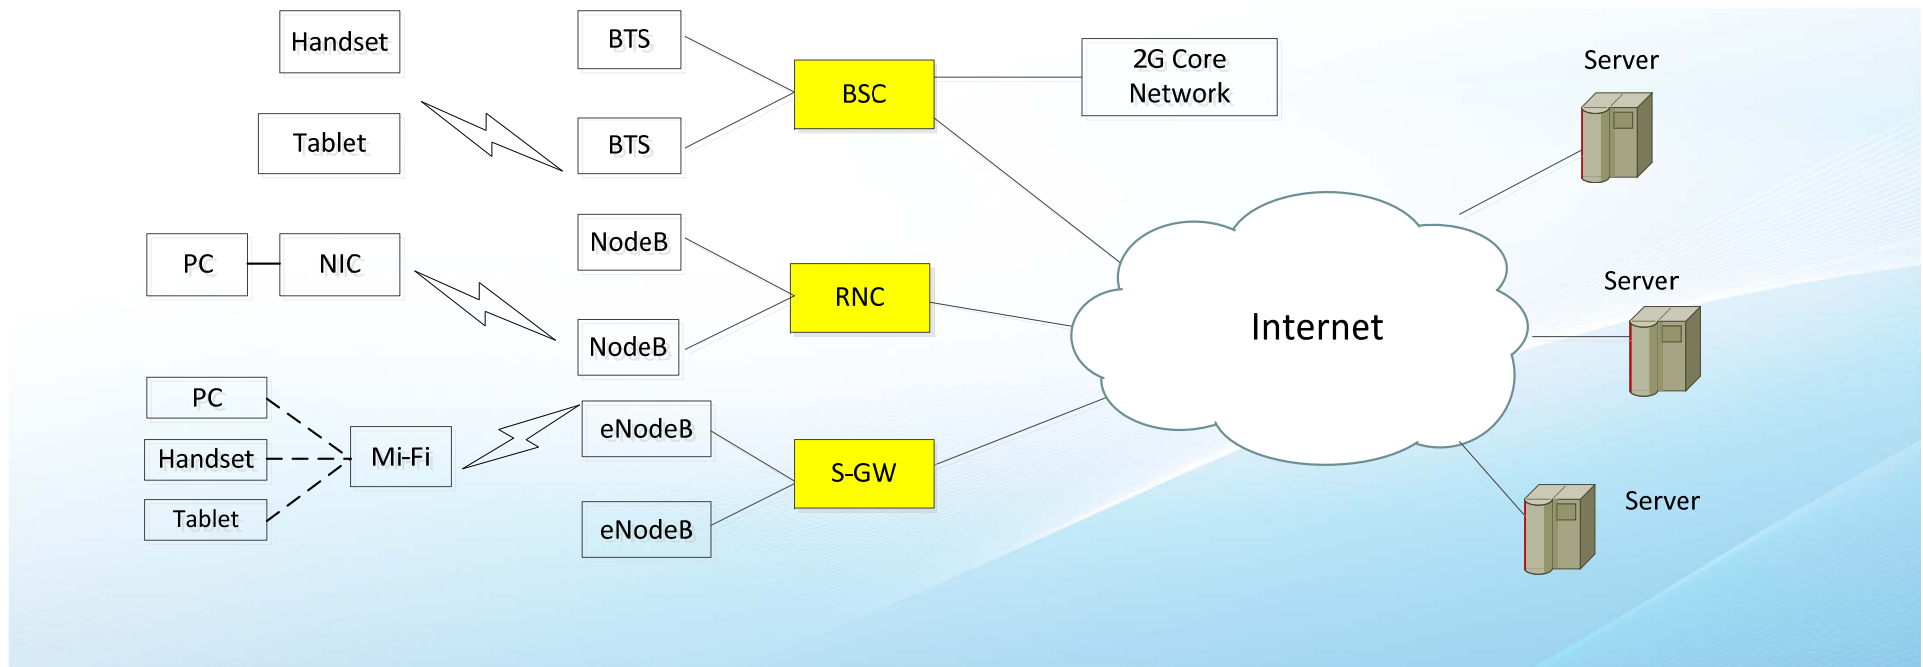 Handset
BTS
BSC
2G Core
Network
Server
Tablet
BTS
NodeB
PC
NIC
RNC
Server
Internet
NodeB
PC
eNodeB
Handset
Mi-Fi
S-GW
Server
Tablet
eNodeB